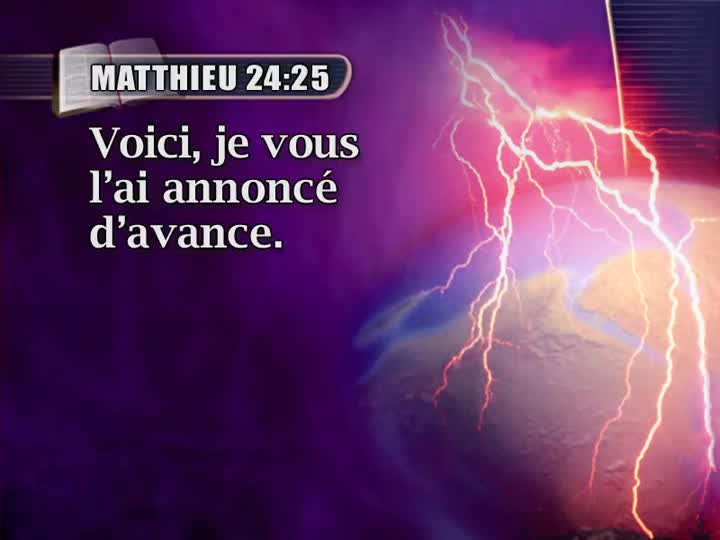 MATTHIEU 24:25
Voici, je vous
l’ai annoncé
d’avance.